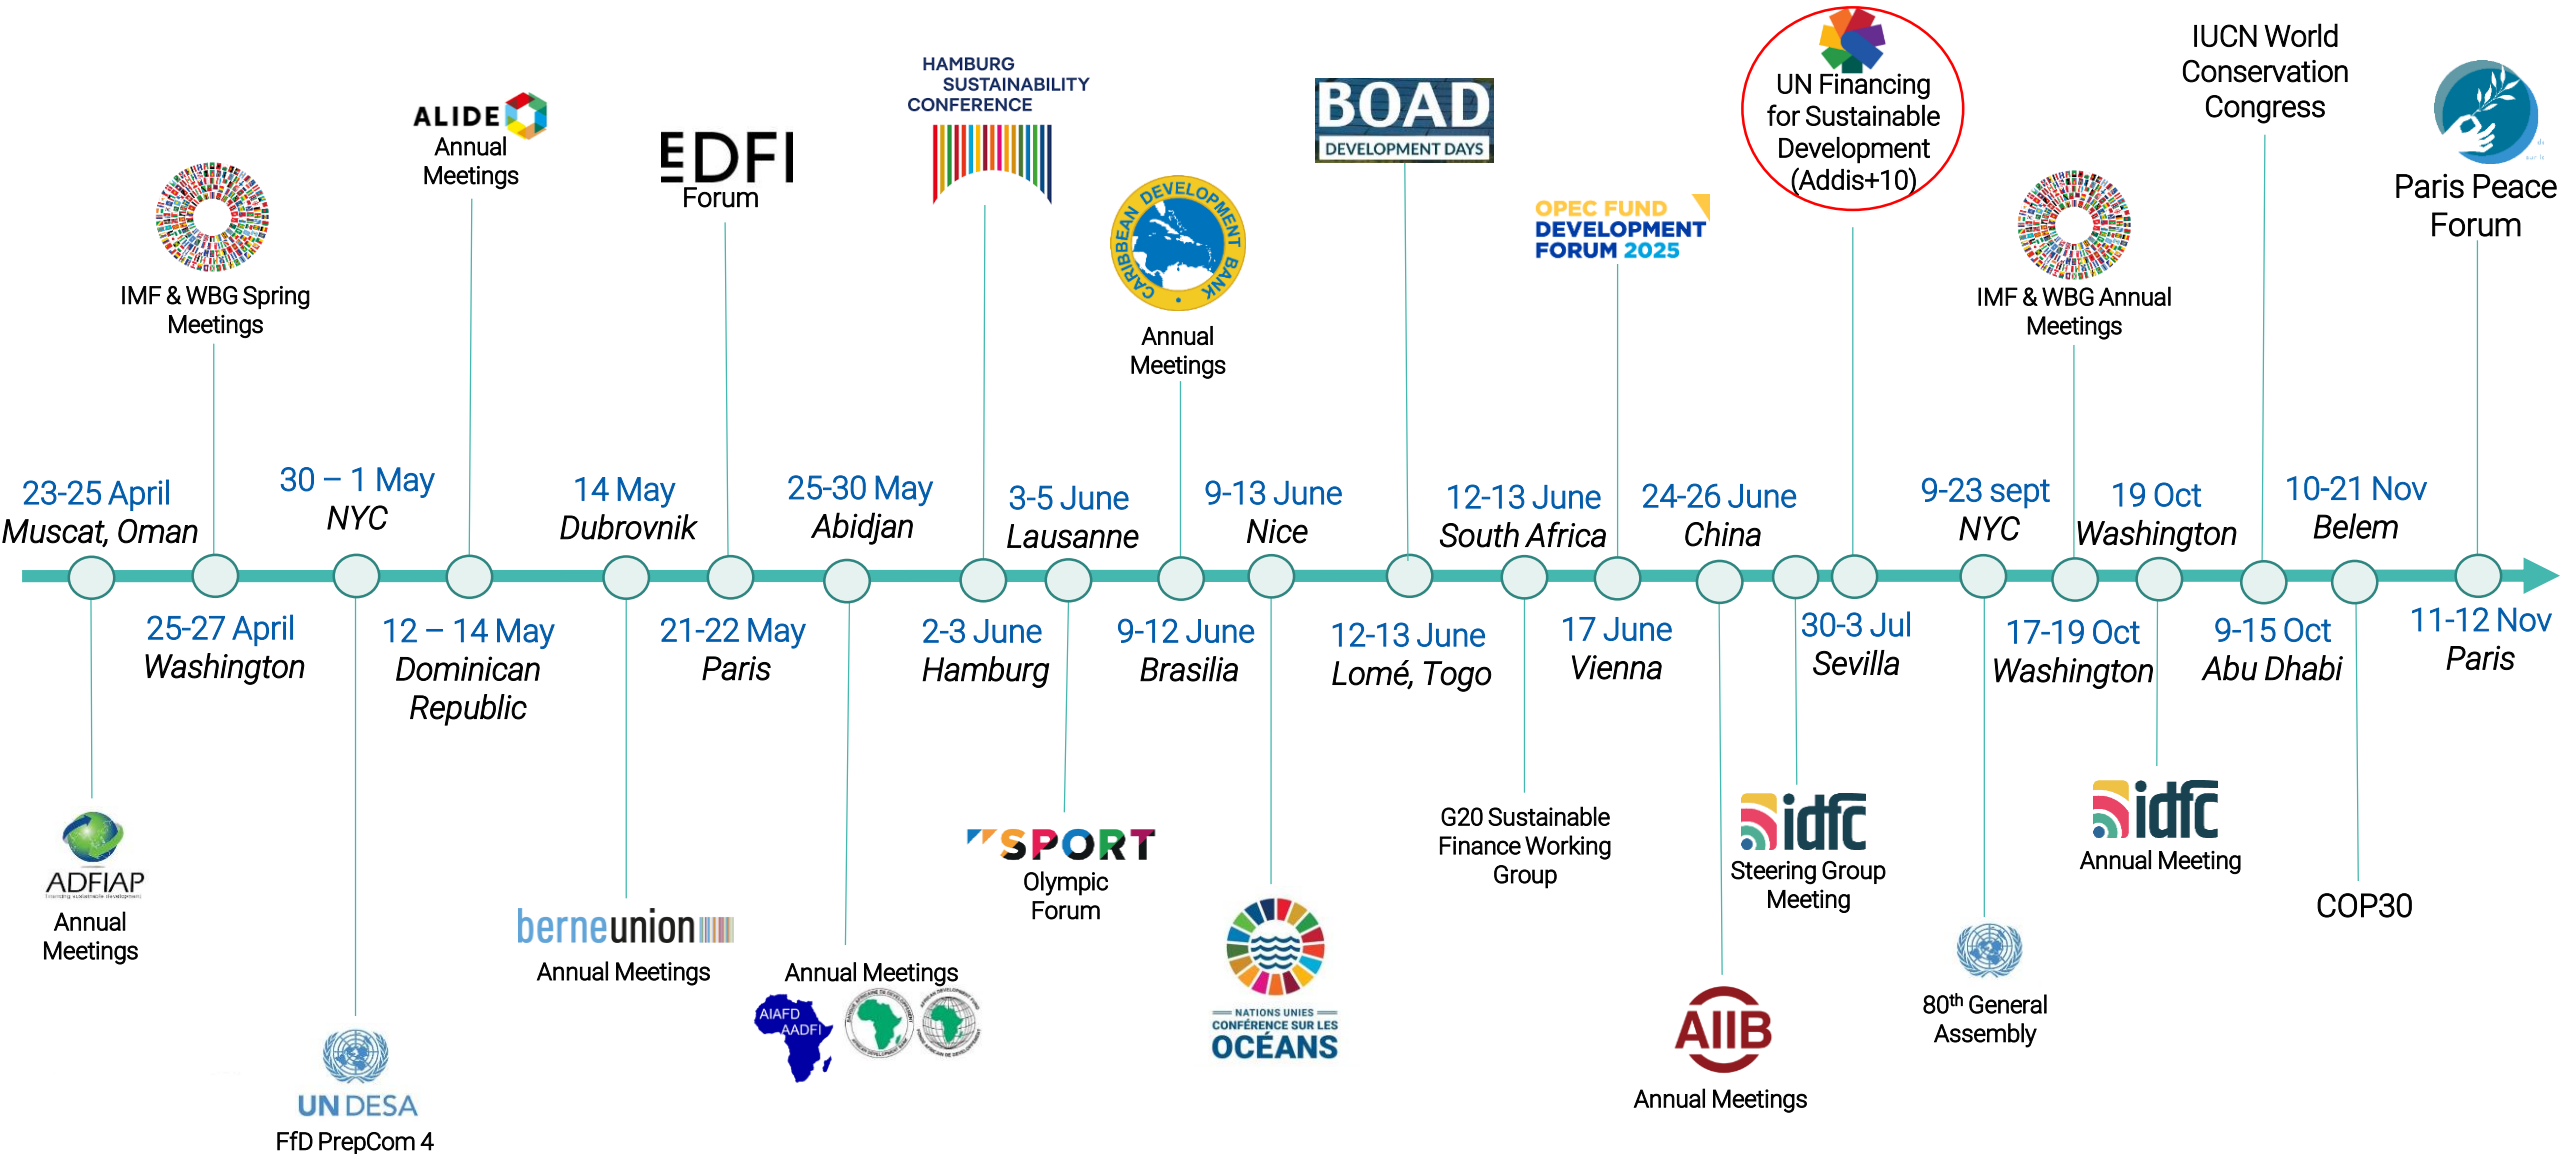 HAMBURG
SUSTAINABILITY
CONFERENCE
ALIDE
Annual
Meetings
EDFI
Forum
IMF & WBG Spring
Meetings
CARIBBEAN DEVELOPMENT BANK
Annual
Meetings
BOAD
DEVELOPMENT DAYS
OPEC FUND
DEVELOPMENT
FORUM 2025
UN Financing
for Sustainable
Development
(Addis+10)
IMF & WBG Annual
Meetings
IUCN World
Conservation
Congress
Paris Peace
Forum
23-25 April
Muscat, Oman
30 – 1 May
NYC
14 May
Dubrovnik
25-30 May
Abidjan
3-5 June
Lausanne
9-13 June
Nice
12-13 June
South Africa
24-26 June
China
9-23 sept
NYC
19 Oct
Washington
10-21 Nov
Belem
25-27 April
Washington
12 – 14 May
Dominican
Republic
21-22 May
Paris
2-3 June
Hamburg
9-12 June
Brasilia
12-13 June
Lomé, Togo
17 June
Vienna
30-3 Jul
Sevilla
17-19 Oct
Washington
9-15 Oct
Abu Dhabi
11-12 Nov
Paris
ADFIAP
financing sustainable development
Annual
Meetings
UN DESA
FfD PrepCom 4
berneunion
Annual Meetings
Annual Meetings
AIAFD
AADFI
SPORT
Olympic
Forum
NATIONS UNIES
CONFÉRENCE SUR LES
OCÉANS
G20 Sustainable
Finance Working
Group
AIIB
Annual Meetings
idfc
Steering Group
Meeting
80th General
Assembly
idfc
Annual Meeting
COP30